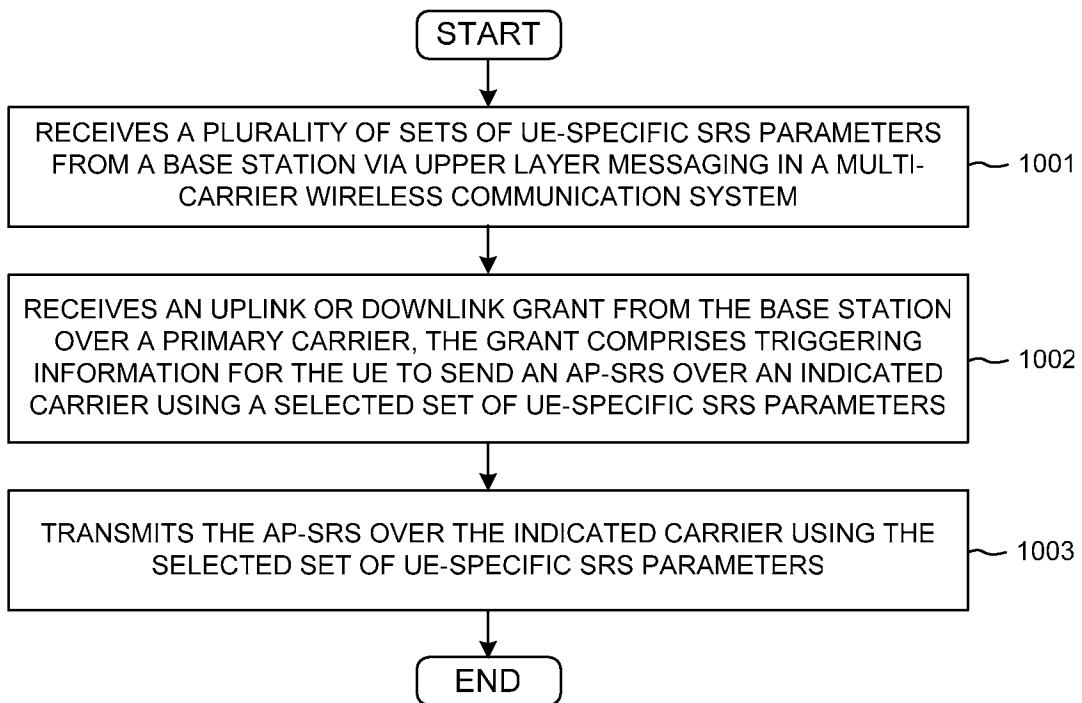 START
RECEIVES A PLURALITY OF SETS OF UE-SPECIFIC SRS PARAMETERS
FROM A BASE STATION VIA UPPER LAYER MESSAGING IN A MULTI-
CARRIER WIRELESS COMMUNICATION SYSTEM
1001
RECEIVES AN UPLINK OR DOWNLINK GRANT FROM THE BASE STATION
OVER A PRIMARY CARRIER, THE GRANT COMPRISES TRIGGERING
INFORMATION FOR THE UE TO SEND AN AP-SRS OVER AN INDICATED
CARRIER USING A SELECTED SET OF UE-SPECIFIC SRS PARAMETERS
1002
TRANSMITS THE AP-SRS OVER THE INDICATED CARRIER USING THE
SELECTED SET OF UE-SPECIFIC SRS PARAMETERS
1003
END